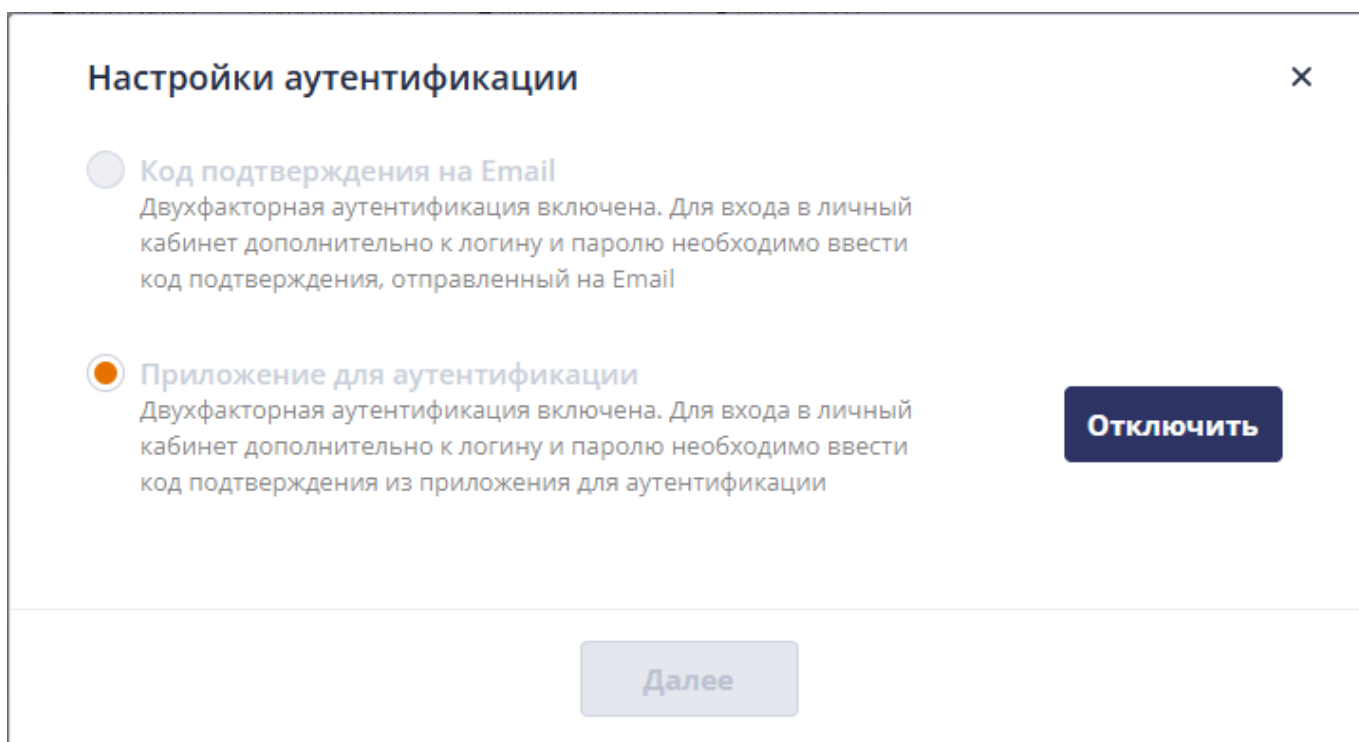 Настройки аутентификации
×
Код подтверждения на Email
Двухфакторная аутентификация включена. Для входа в личный
кабинет дополнительно к логину и паролю необходимо ввести
код подтверждения, отправленный на Email
Приложение для аутентификации
Двухфакторная аутентификация включена. Для входа в личный
кабинет дополнительно к логину и паролю необходимо ввести
код подтверждения из приложения для аутентификации
Отключить
Далее